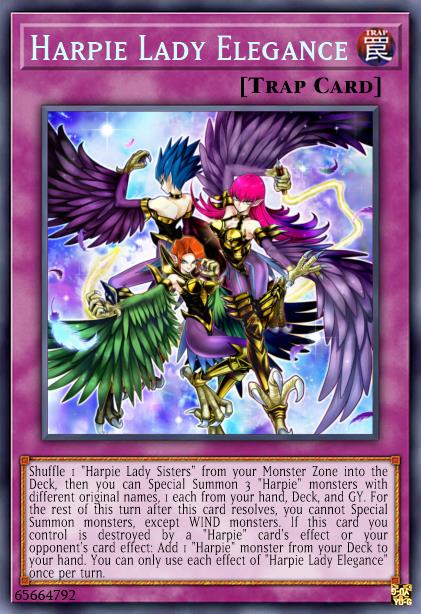 HARPIE LADY ELEGANCE
TRAP
罠
[TRAP CARD]
Shuffle 1 "Harpie Lady Sisters" from your Monster Zone into the
Deck, then you can Special Summon 3 "Harpie" monsters with
different original names, 1 each from your hand, Deck, and GY. For
the rest of this turn after this card resolves, you cannot Special
Summon monsters, except WIND monsters. If this card you
control is destroyed by a "Harpie" card's effect or your
opponent's card effect: Add 1 "Harpie" monster from your Deck to
your hand. You can only use each effect of "Harpie Lady Elegance"
once per turn.
65664792